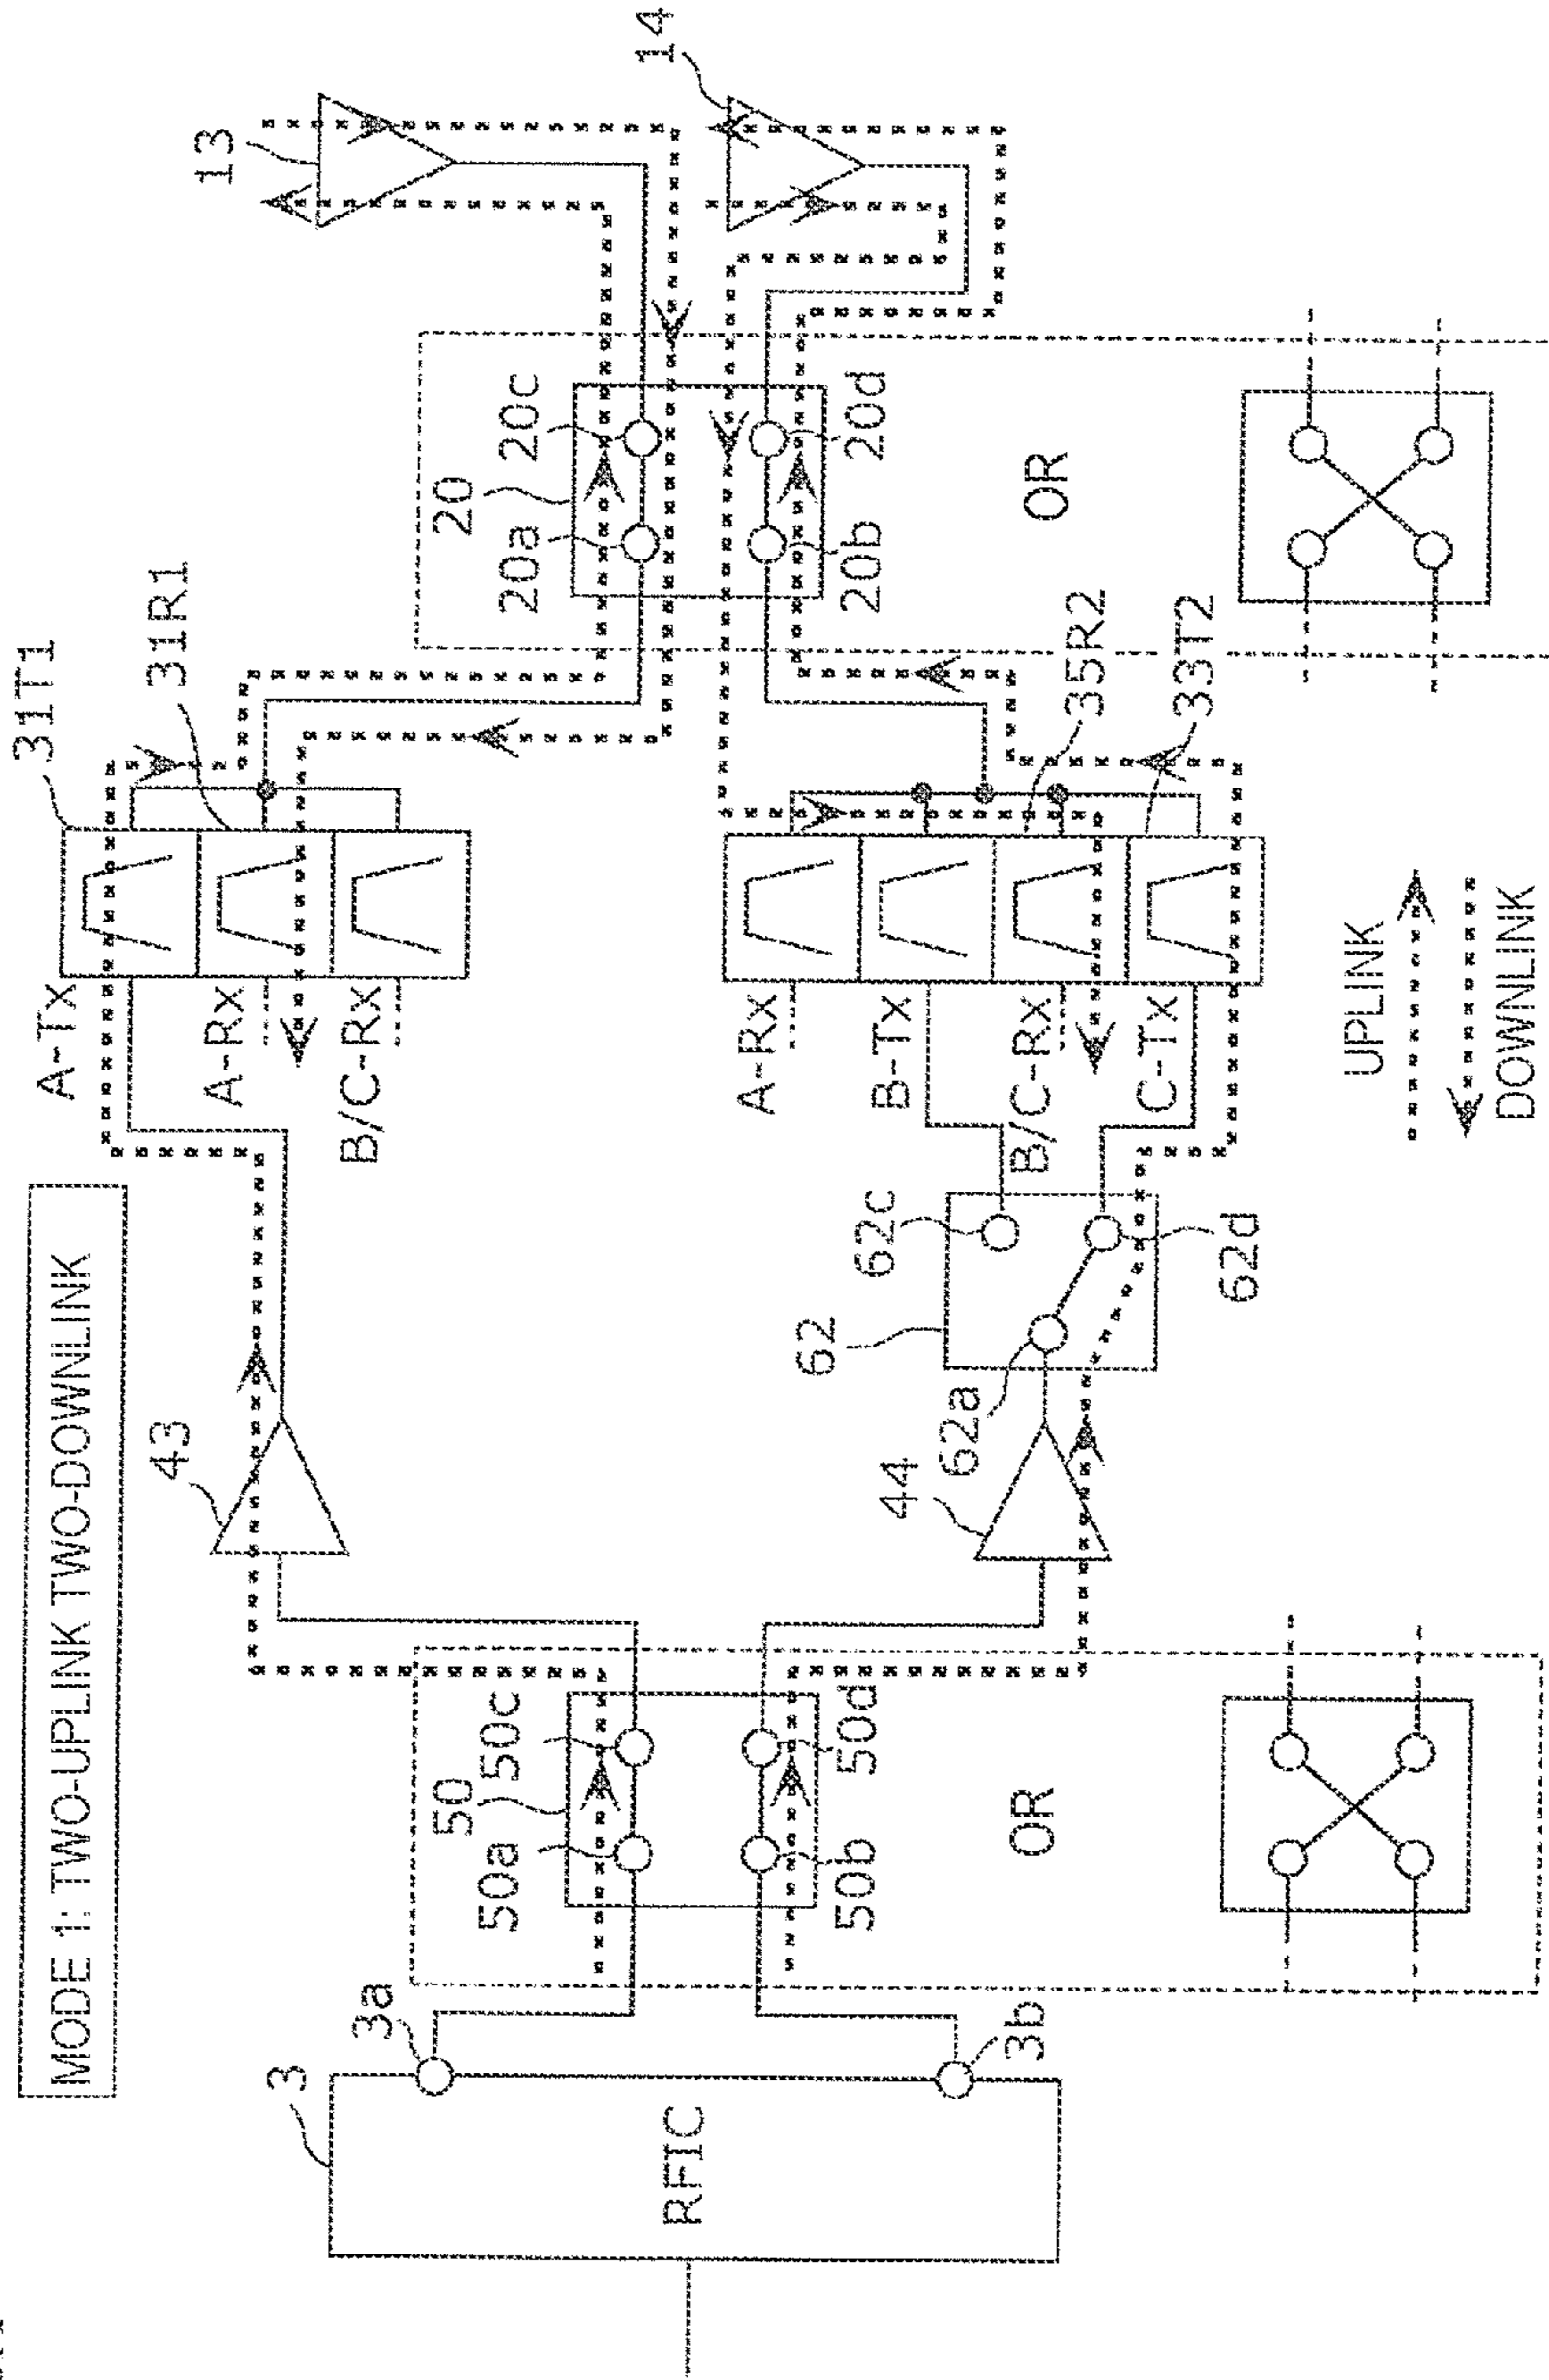 MODE 1: TWO-UPLINK TWO-DOWNLINK
3
3a
3b
RFIC
50
50a
50c
50b
50d
OR
43
44
62
62a
62c
62d
A-Tx
A-Rx
B/C-Rx
A-Rx
B-Tx
B/C-Rx
C-Tx
31T1
31R1
35R2
33T2
20
20a
20c
20b
20d
OR
13
14
UPLINK
DOWNLINK